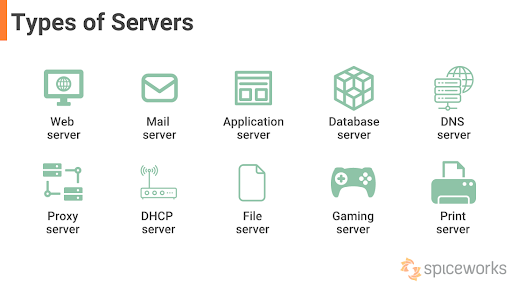 Types of Servers
Web server
Mail server
Application server
Database server
DNS server
Proxy server
DHCP server
File server
Gaming server
Print server
spiceworks